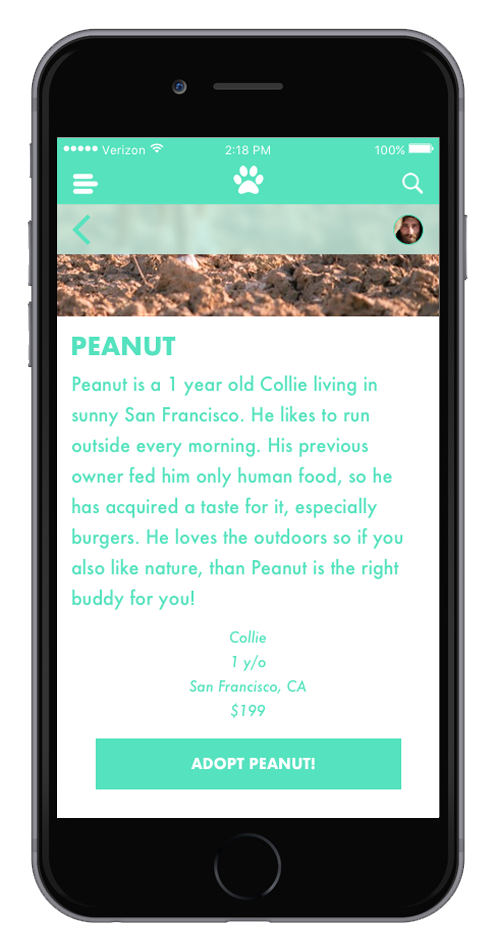 Verizon 2:18 PM 100%
PEANUT
Peanut is a 1 year old Collie living in
sunny San Francisco. He likes to run
outside every morning. His previous
owner fed him only human food, so he
has acquired a taste for it, especially
burgers. He loves the outdoors so if you
also like nature, than Peanut is the right
buddy for you!
Collie
1 y/o
San Francisco, CA
$199
ADOPT PEANUT!